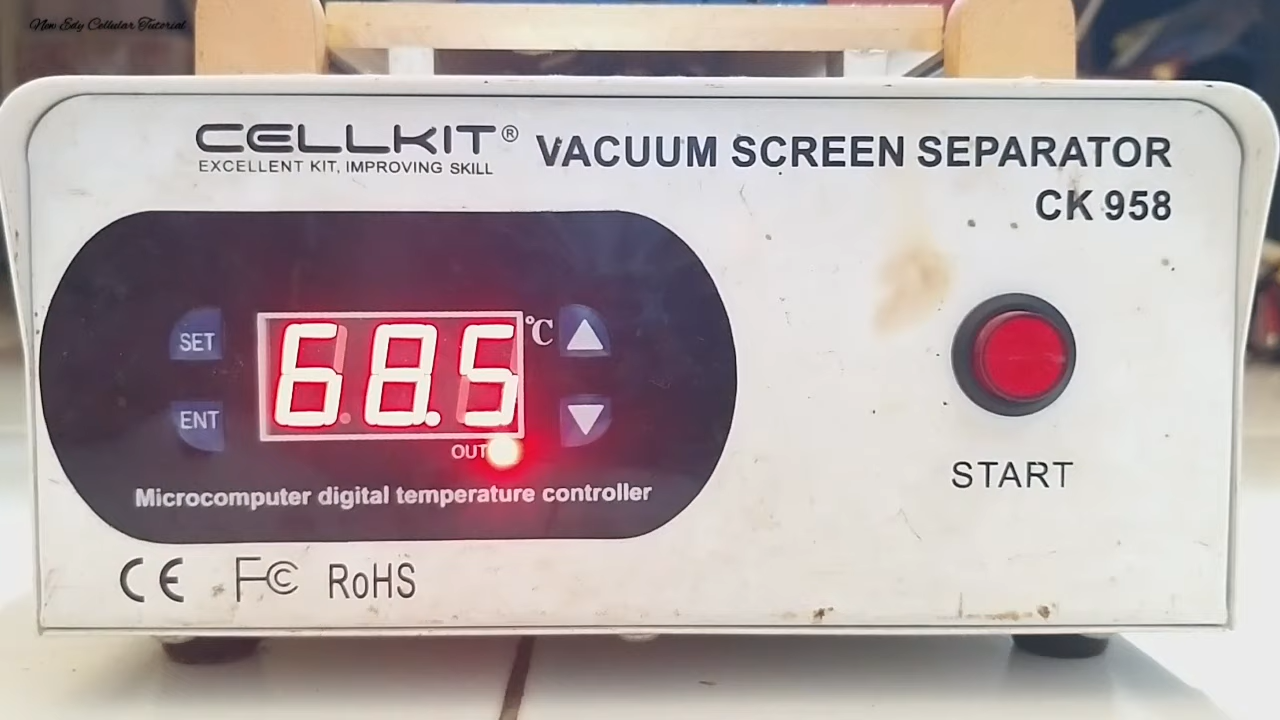 New Edy Cellular Tutorial
CELLKIT® VACUUM SCREEN SEPARATOR
EXCELLENT KIT, IMPROVING SKILL
CK 958
SET
68.5 °C
ENT
OUT
START
Microcomputer digital temperature controller
CE FC RoHS